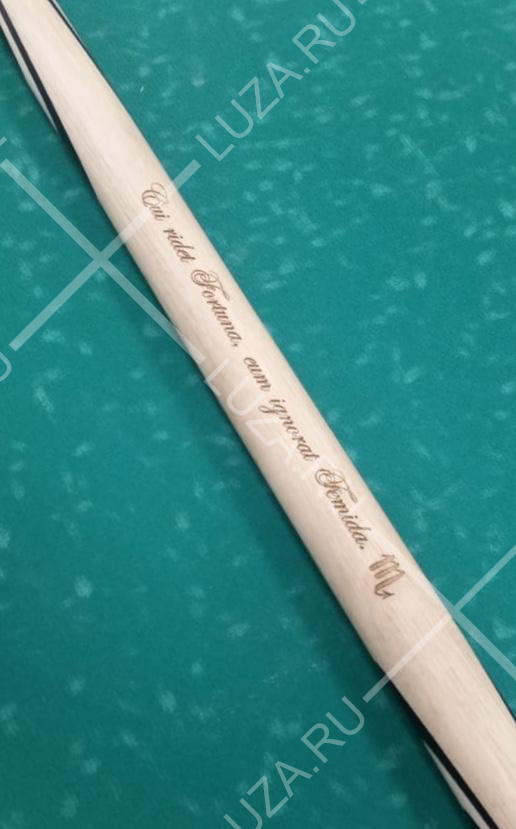 Cui ridet Fortuna, eum ignorat Femida. ♏
LUZA.RU
LUZA.RU
LUZA.RU